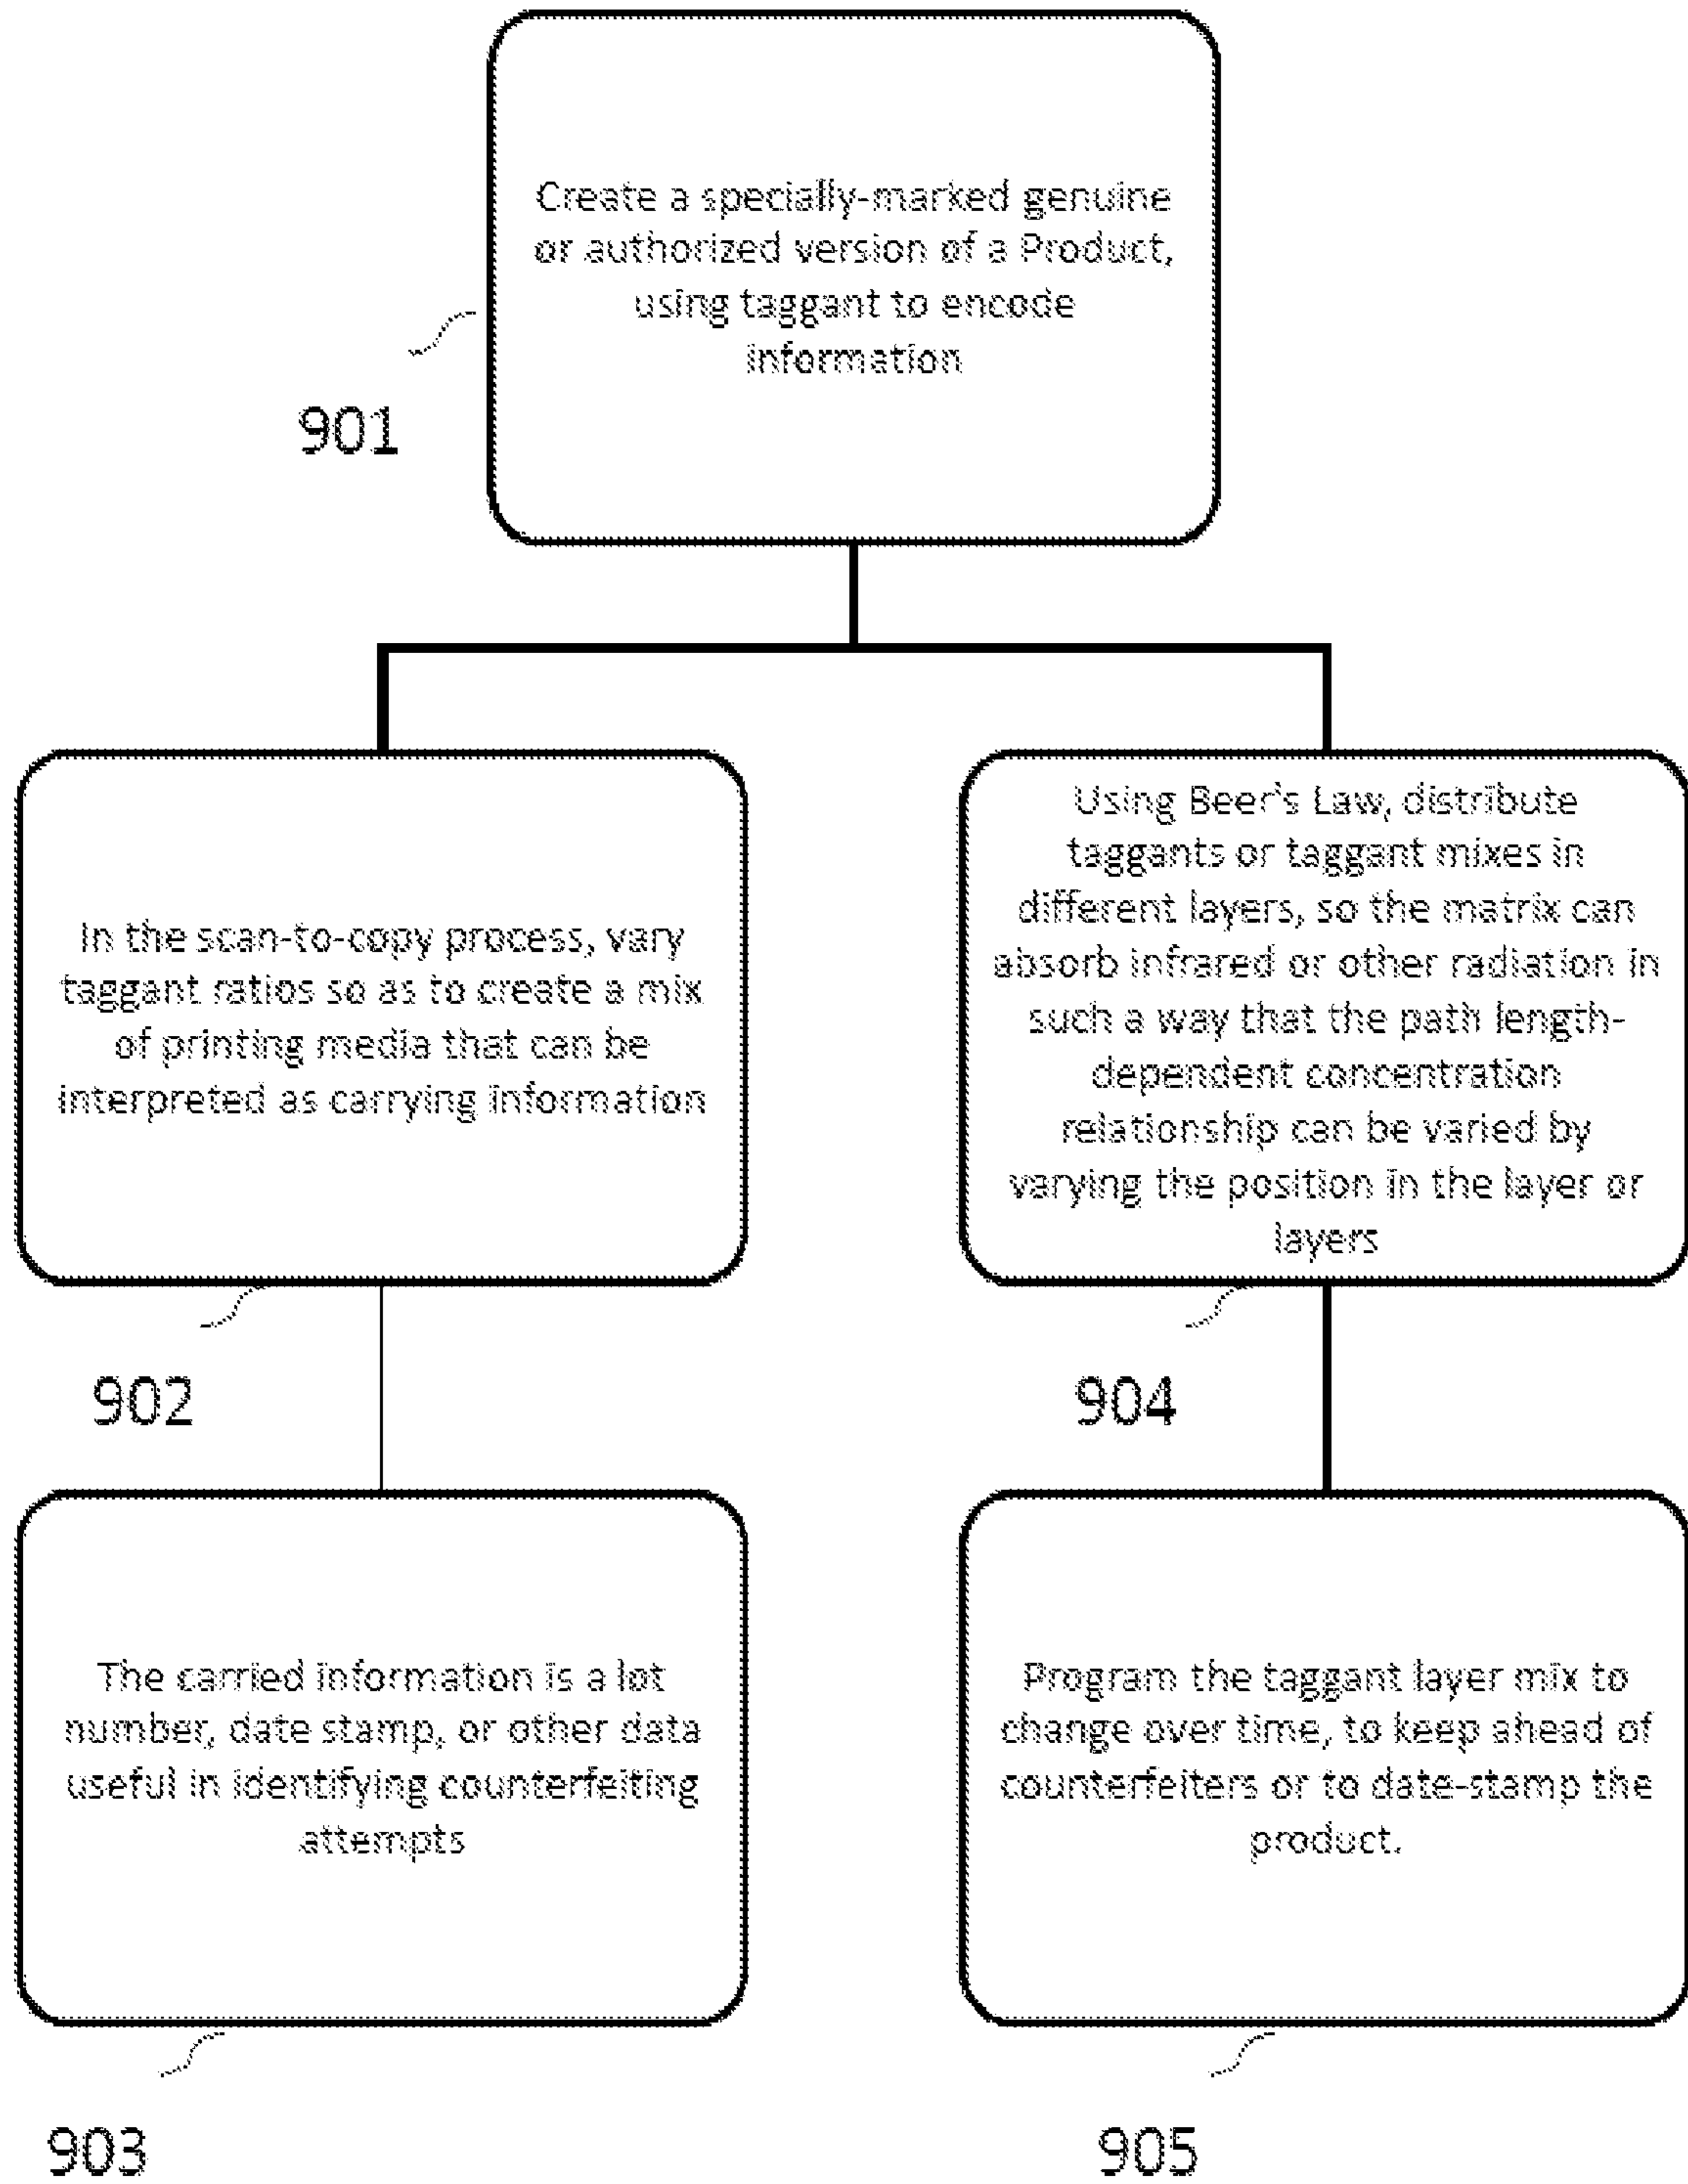 Create a specially-marked genuine
or authorized version of a Product,
using taggant to encode
information
901
In the scan-to-copy process, vary
taggant ratios so as to create a mix
of printing media that can be
interpreted as carrying information
902
The carried information is a lot
number, date stamp, or other data
useful in identifying counterfeiting
attempts
903
Using Beer's Law, distribute
taggants or taggant mixes in
different layers, so the matrix can
absorb infrared or other radiation in
such a way that the path length-
dependent concentration
relationship can be varied by
varying the position in the layer or
layers
904
Program the taggant layer mix to
change over time, to keep ahead of
counterfeiters or to date-stamp the
product.
905